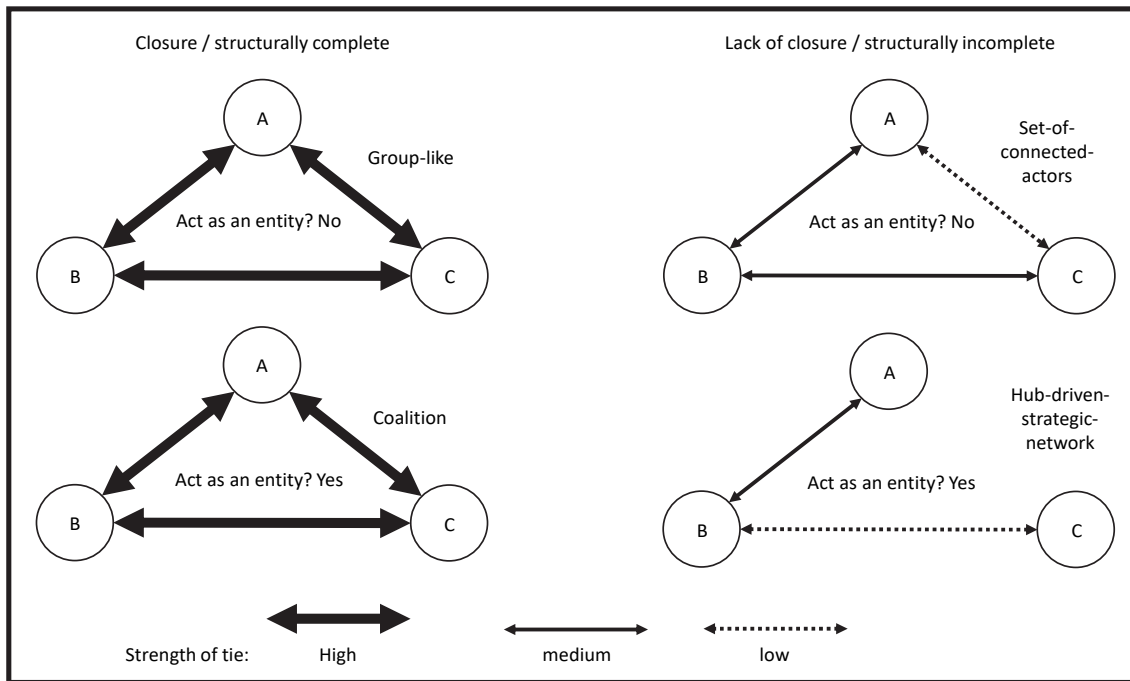 Closure / structurally complete
Lack of closure / structurally incomplete
A
Group-like
Act as an entity? No
B
C
A
Set-of-
connected-
actors
Act as an entity? No
B
C
A
Coalition
Act as an entity? Yes
B
C
A
Hub-driven-
strategic-
network
Act as an entity? Yes
B
C
Strength of tie:
High
medium
low